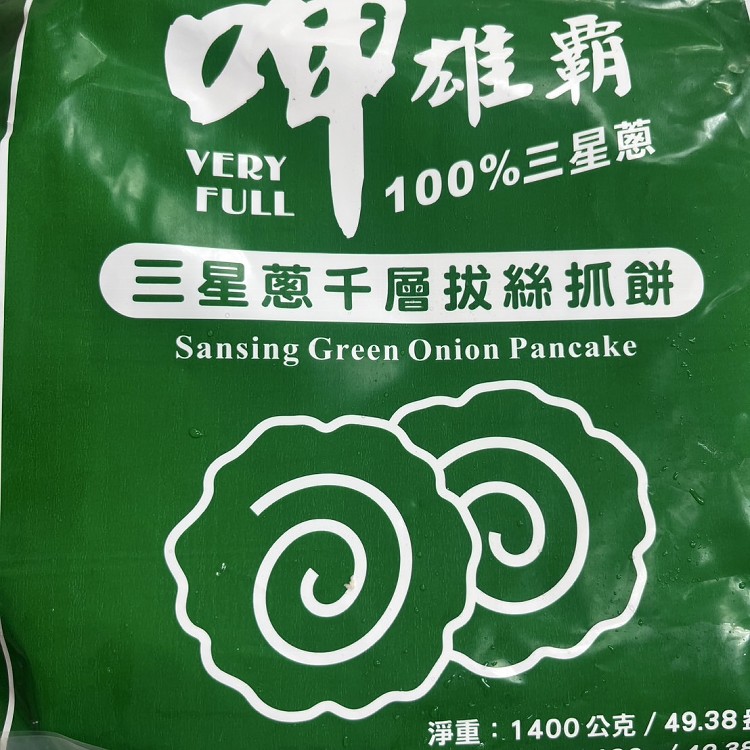 呷雄霸
VERY
FULL
100%三星蔥
三星蔥千層拔絲抓餅
Sansing Green Onion Pancake
淨重：1400公克 / 49.38